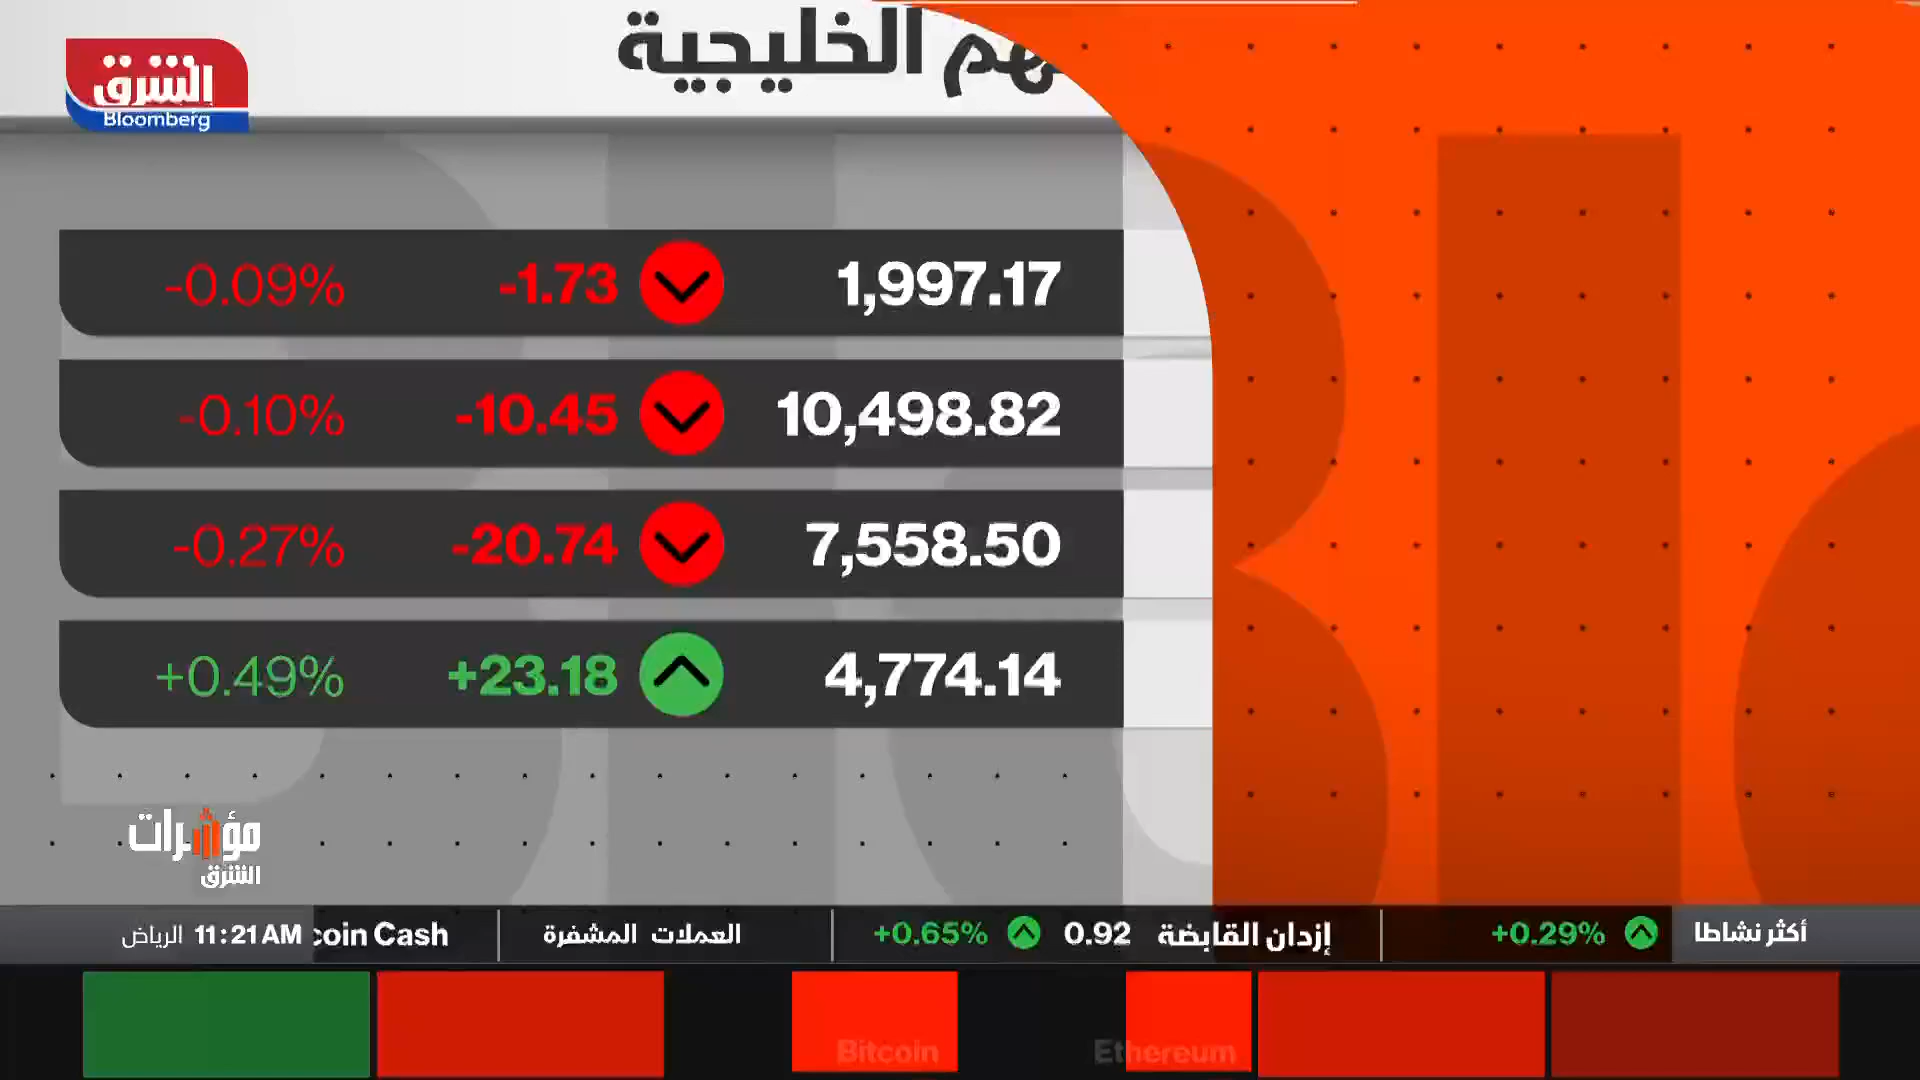 الخليجية
الشرق
Bloomberg
1,997.17 -1.73 -0.09%
10,498.82 -10.45 -0.10%
7,558.50 -20.74 -0.27%
4,774.14 +23.18 +0.49%
مؤشرات
الشرق
أكثر نشاطا +0.29% إزدان القابضة 0.92 +0.65% العملات المشفرة coin Cash 11:21 AM الرياض
Bitcoin Ethereum